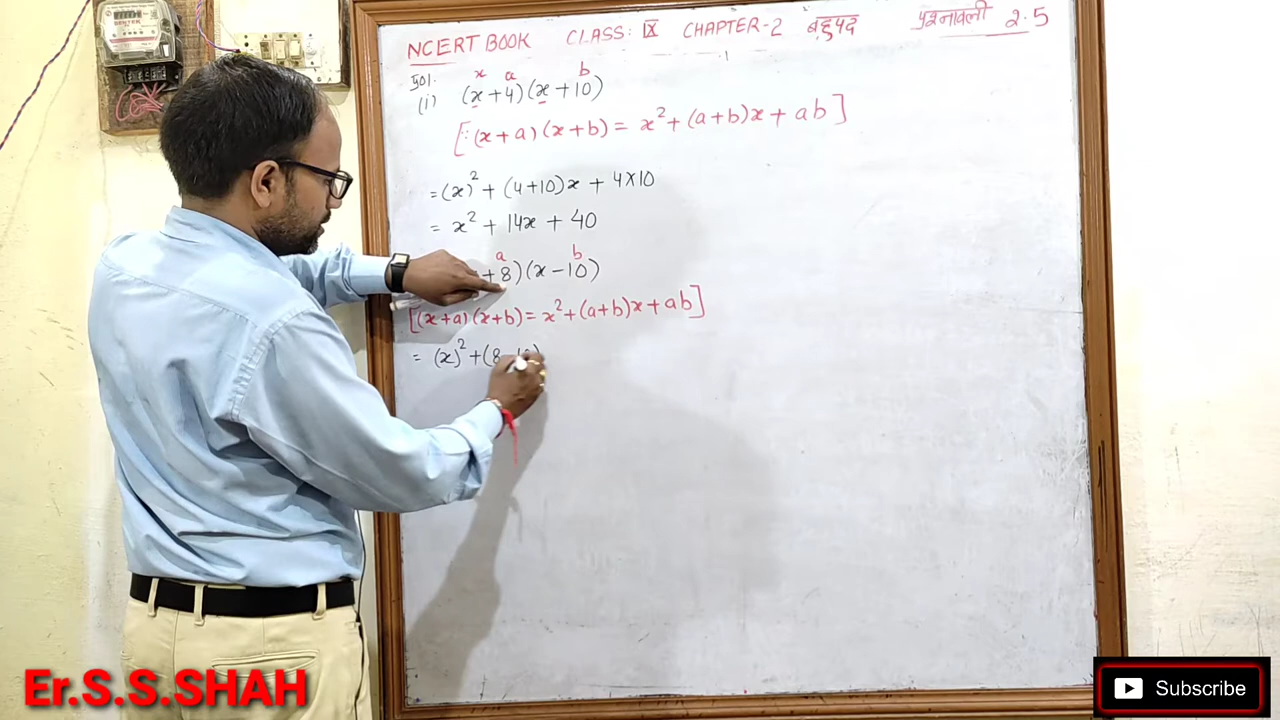 NCERT BOOK CLASS: IX CHAPTER-2 बहुपद प्रश्नावली 2.5
x a b
(i) (x + 4) (x + 10)
[∵ (x + a) (x + b) = x² + (a + b)x + ab]
= (x)² + (4 + 10)x + 4 × 10
= x² + 14x + 40
a b
+ 8) (x − 10)
[(x + a) (x + b) = x² + (a + b)x + ab]
= (x)² + (8
Er.S.S.SHAH
Subscribe